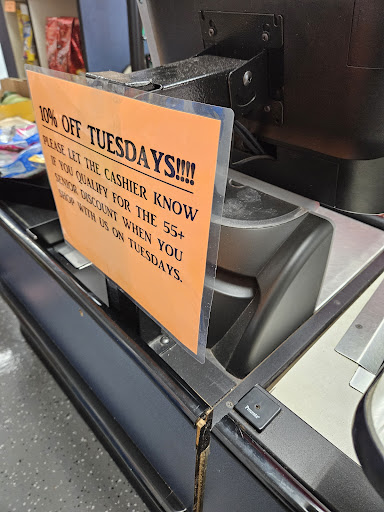 10% OFF TUESDAYS!!!!
PLEASE LET THE CASHIER KNOW
IF YOU QUALIFY FOR THE 55+
SENIOR DISCOUNT WHEN YOU
SHOP WITH US ON TUESDAYS.